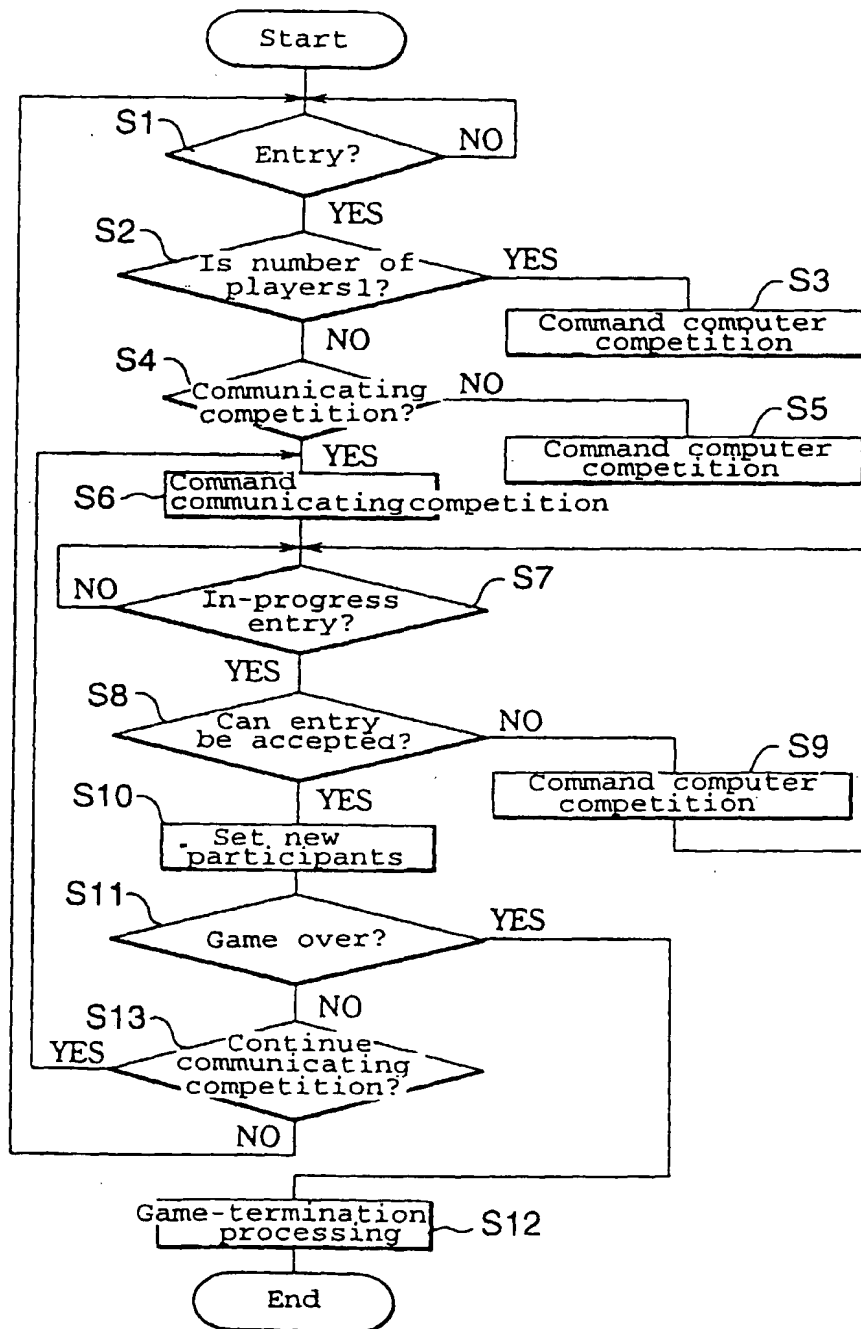 Start
S1
Entry?
NO
YES
S2
Is number of
players1?
YES
S3
Command computer
competition
NO
S4
Communicating
competition?
NO
S5
Command computer
competition
YES
S6
Command
communicating competition
NO
In-progress
entry?
S7
YES
S8
Can entry
be accepted?
NO
S9
Command computer
competition
YES
S10
Set new
participants
S11
Game over?
YES
NO
S13
Continue
communicating
competition?
YES
NO
Game-termination
processing
S12
End